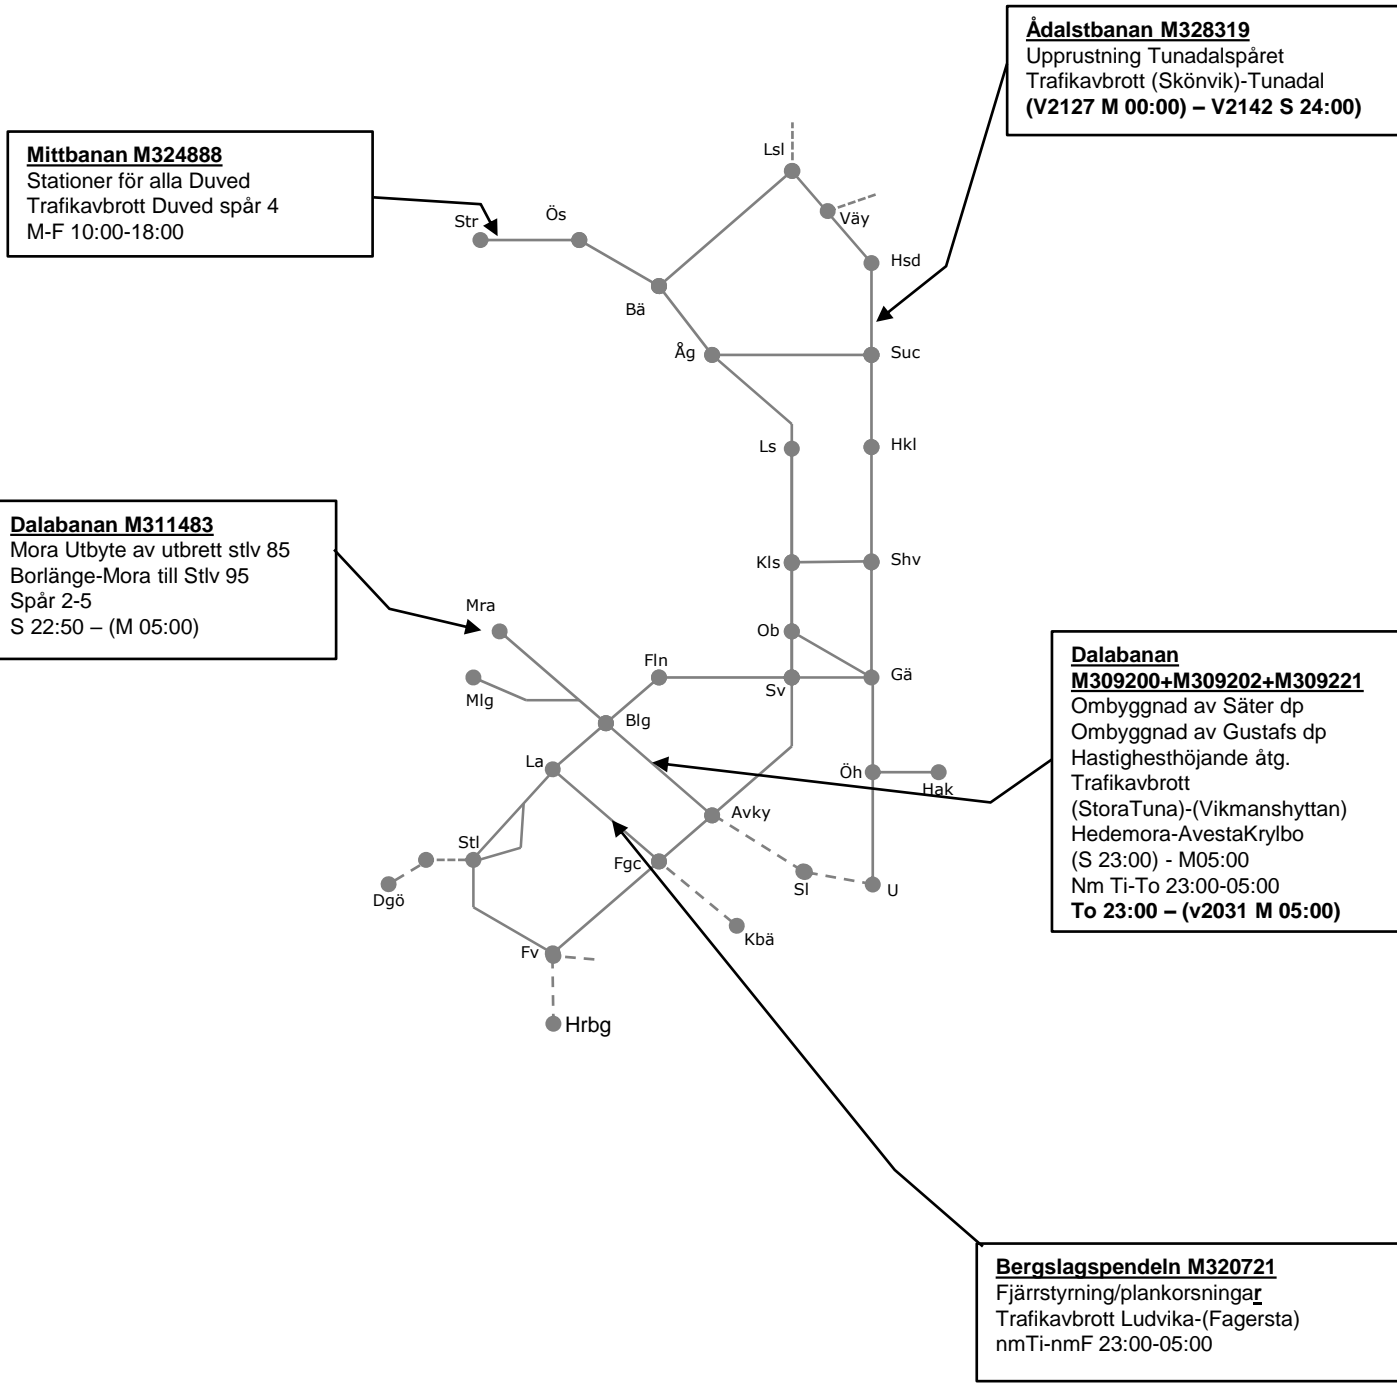 Ådalstbanan M328319
Upprustning Tunadalspåret
Trafikavbrott (Skönvik)-Tunadal
(V2127 M 00:00) – V2142 S 24:00)
Mittbanan M324888
Stationer för alla Duved
Trafikavbrott Duved spår 4
M-F 10:00-18:00
Lsl
Väy
Str
Ös
Hsd
Bä
Åg
Suc
Ls
Hkl
Kls
Shv
Dalabanan M311483
Mora Utbyte av utbrett stlv 85
Borlänge-Mora till Stlv 95
Spår 2-5
S 22:50 – (M 05:00)
Mra
Ob
Fln
Mlg
Sv
Gä
Blg
La
Öh
Hak
Avky
Stl
Fgc
Sl
U
Dgö
Kbä
Fv
Hrbg
Dalabanan
M309200+M309202+M309221
Ombyggnad av Säter dp
Ombyggnad av Gustafs dp
Hastighesthöjande åtg.
Trafikavbrott
(StoraTuna)-(Vikmanshyttan)
Hedemora-AvestaKrylbo
(S 23:00) - M05:00
Nm Ti-To 23:00-05:00
To 23:00 – (v2031 M 05:00)
Bergslagspendeln M320721
Fjärrstyrning/plankorsningar
Trafikavbrott Ludvika-(Fagersta)
nmTi-nmF 23:00-05:00